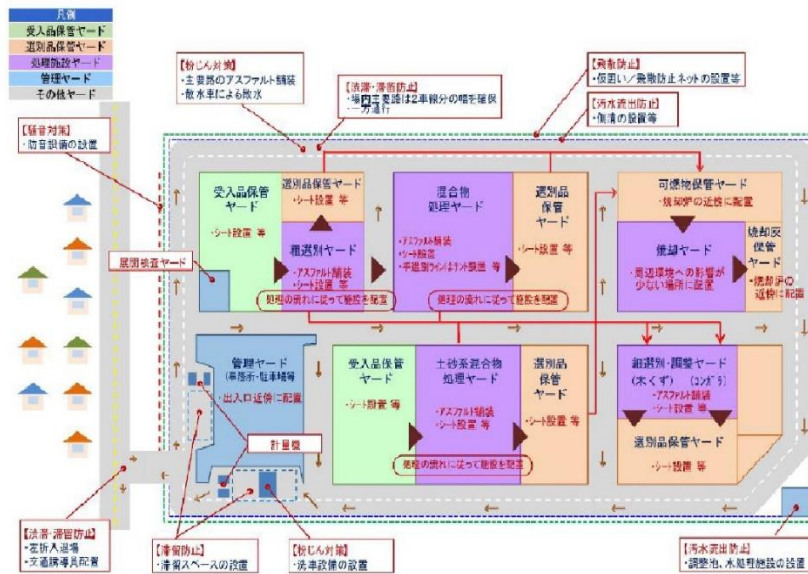 凡例
受入品保管ヤード
選別品保管ヤード
処理施設ヤード
管理ヤード
その他ヤード
【粉じん対策】
・主要路のアスファルト舗装
・散水車による散水
【渋滞・滞留防止】
・場内主要路は2車線分の幅を確保
・一方通行
【飛散防止】
・仮囲い/飛散防止ネットの設置等
【汚水流出防止】
・側溝の設置等
【騒音対策】
・防音設備の設置
受入品保管
ヤード
・シート設置 等
選別品保管ヤード
・シート設置 等
粗選別ヤード
・アスファルト舗装
・シート設置 等
処理の流れに従って施設を配置
混合物
処理ヤード
・アスファルト舗装
・シート設置
・手選別ラインはテント設置 等
選別品
保管
ヤード
・シート設置 等
処理の流れに従って施設を配置
可燃物保管ヤード
・焼却炉の近傍に配置
焼却ヤード
・周辺環境への影響が
少ない場所に配置
焼却灰
保管
ヤード
・焼却炉の
近傍に配置
展開検査ヤード
管理ヤード
(事務所・駐車場等)
・出入口近傍に配置
計量機
受入品保管
ヤード
・シート設置 等
土砂系混合物
処理ヤード
・アスファルト舗装
・シート設置 等
選別品
保管
ヤード
・シート設置 等
処理の流れに従って施設を配置
細選別・調整ヤード
(木くず) (コンガラ)
・アスファルト舗装
・シート設置 等
選別品保管ヤード
・シート設置 等
【渋滞・滞留防止】
・左折入退場
・交通誘導員配置
【滞留防止】
・滞留スペースの設置
【粉じん対策】
・洗車設備の設置
【汚水流出防止】
・調整池、水処理施設の設置